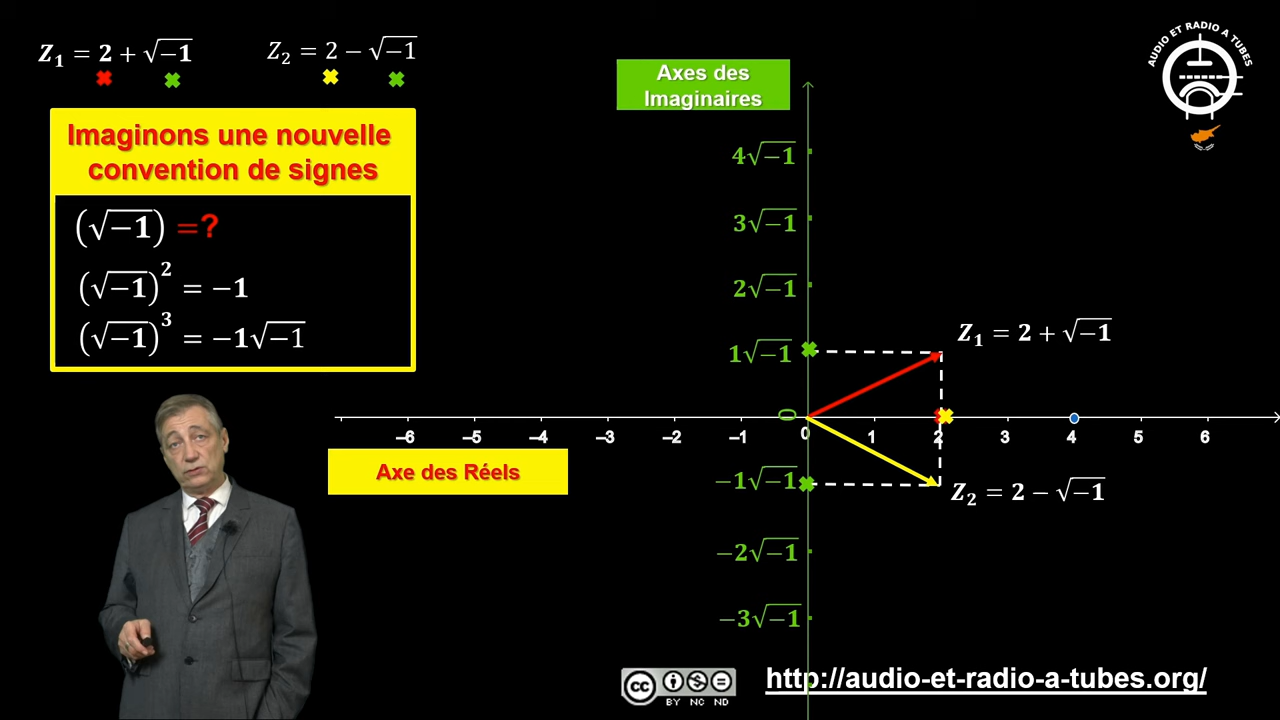 Z₁ = 2 + √−1
Z₂ = 2 − √−1
Imaginons une nouvelle
convention de signes
(√−1) =?
(√−1)² = −1
(√−1)³ = −1√−1
Axes des
Imaginaires
AUDIO ET RADIO A TUBES
4√−1
3√−1
2√−1
1√−1
0
−1√−1
−2√−1
−3√−1
Z₁ = 2 + √−1
–6 –5 –4 –3 –2 –1 0 1 2 3 4 5 6
Axe des Réels
Z₂ = 2 − √−1
cc
BY NC ND
http://audio-et-radio-a-tubes.org/